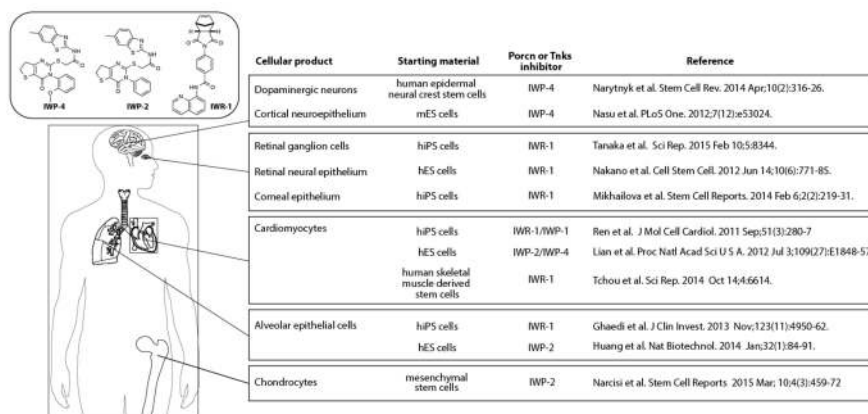 IWP-4
IWP-2
IWR-1
Cellular product Starting material Porcn or Tnks inhibitor Reference
Dopaminergic neurons human epidermal neural crest stem cells IWP-4 Narytnyk et al. Stem Cell Rev. 2014 Apr;10(2):316-26.
Cortical neuroepithelium mES cells IWP-4 Nasu et al. PLoS One. 2012;7(12):e53024.
Retinal ganglion cells hiPS cells IWR-1 Tanaka et al. Sci Rep. 2015 Feb 10;5:8344.
Retinal neural epithelium hES cells IWR-1 Nakano et al. Cell Stem Cell. 2012 Jun 14;10(6):771-85.
Corneal epithelium hiPS cells IWR-1 Mikhailova et al. Stem Cell Reports. 2014 Feb 6;2(2):219-31.
Cardiomyocytes hiPS cells IWR-1/IWP-1 Ren et al. J Mol Cell Cardiol. 2011 Sep;51(3):280-7
hES cells IWP-2/IWP-4 Lian et al. Proc Natl Acad Sci U S A. 2012 Jul 3;109(27):E1848-57
human skeletal muscle derived stem cells IWR-1 Tchou et al. Sci Rep. 2014 Oct 14;4:6614.
Alveolar epithelial cells hiPS cells IWR-1 Ghaedi et al. J Clin Invest. 2013 Nov;123(11):4950-62.
hES cells IWP-2 Huang et al. Nat Biotechnol. 2014 Jan;32(1):84-91.
Chondrocytes mesenchymal stem cells IWP-2 Narcisi et al. Stem Cell Reports 2015 Mar; 10;4(3):459-72